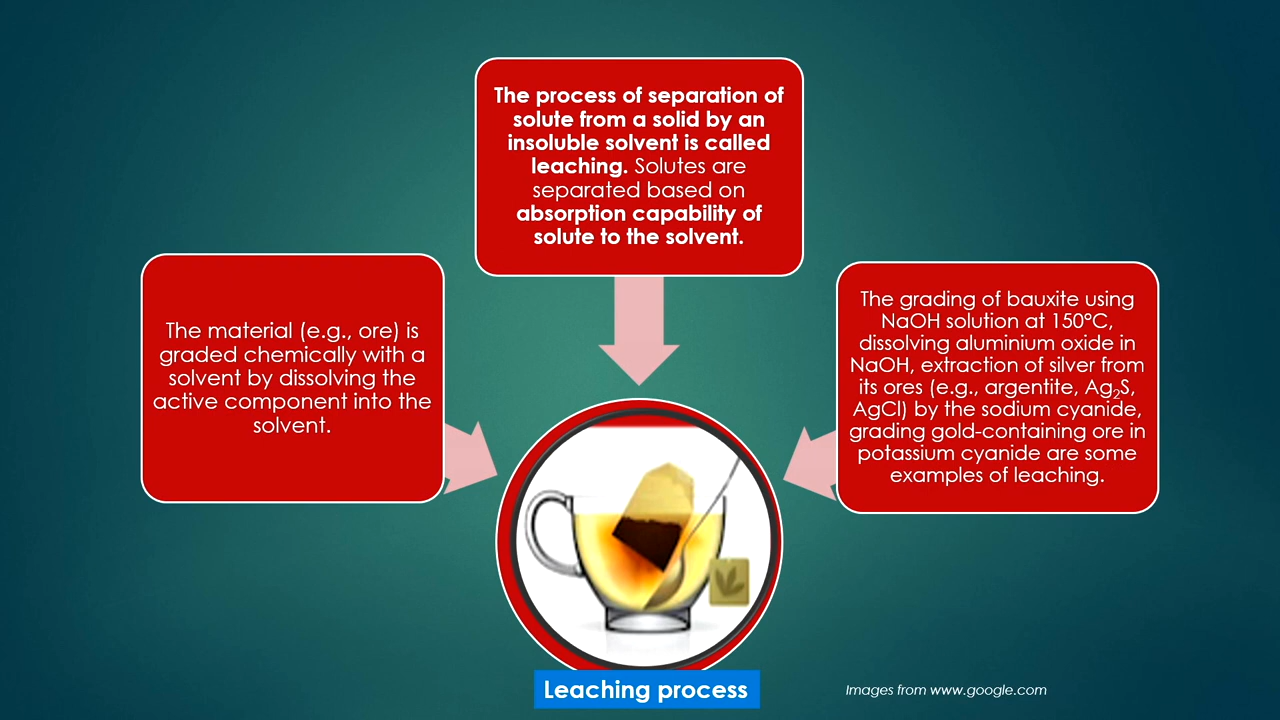 The process of separation of
solute from a solid by an
insoluble solvent is called
leaching. Solutes are
separated based on
absorption capability of
solute to the solvent.
The material (e.g., ore) is
graded chemically with a
solvent by dissolving the
active component into the
solvent.
The grading of bauxite using
NaOH solution at 150°C,
dissolving aluminium oxide in
NaOH, extraction of silver from
its ores (e.g., argentite, Ag₂S,
AgCl) by the sodium cyanide,
grading gold-containing ore in
potassium cyanide are some
examples of leaching.
Leaching process
Images from www.google.com